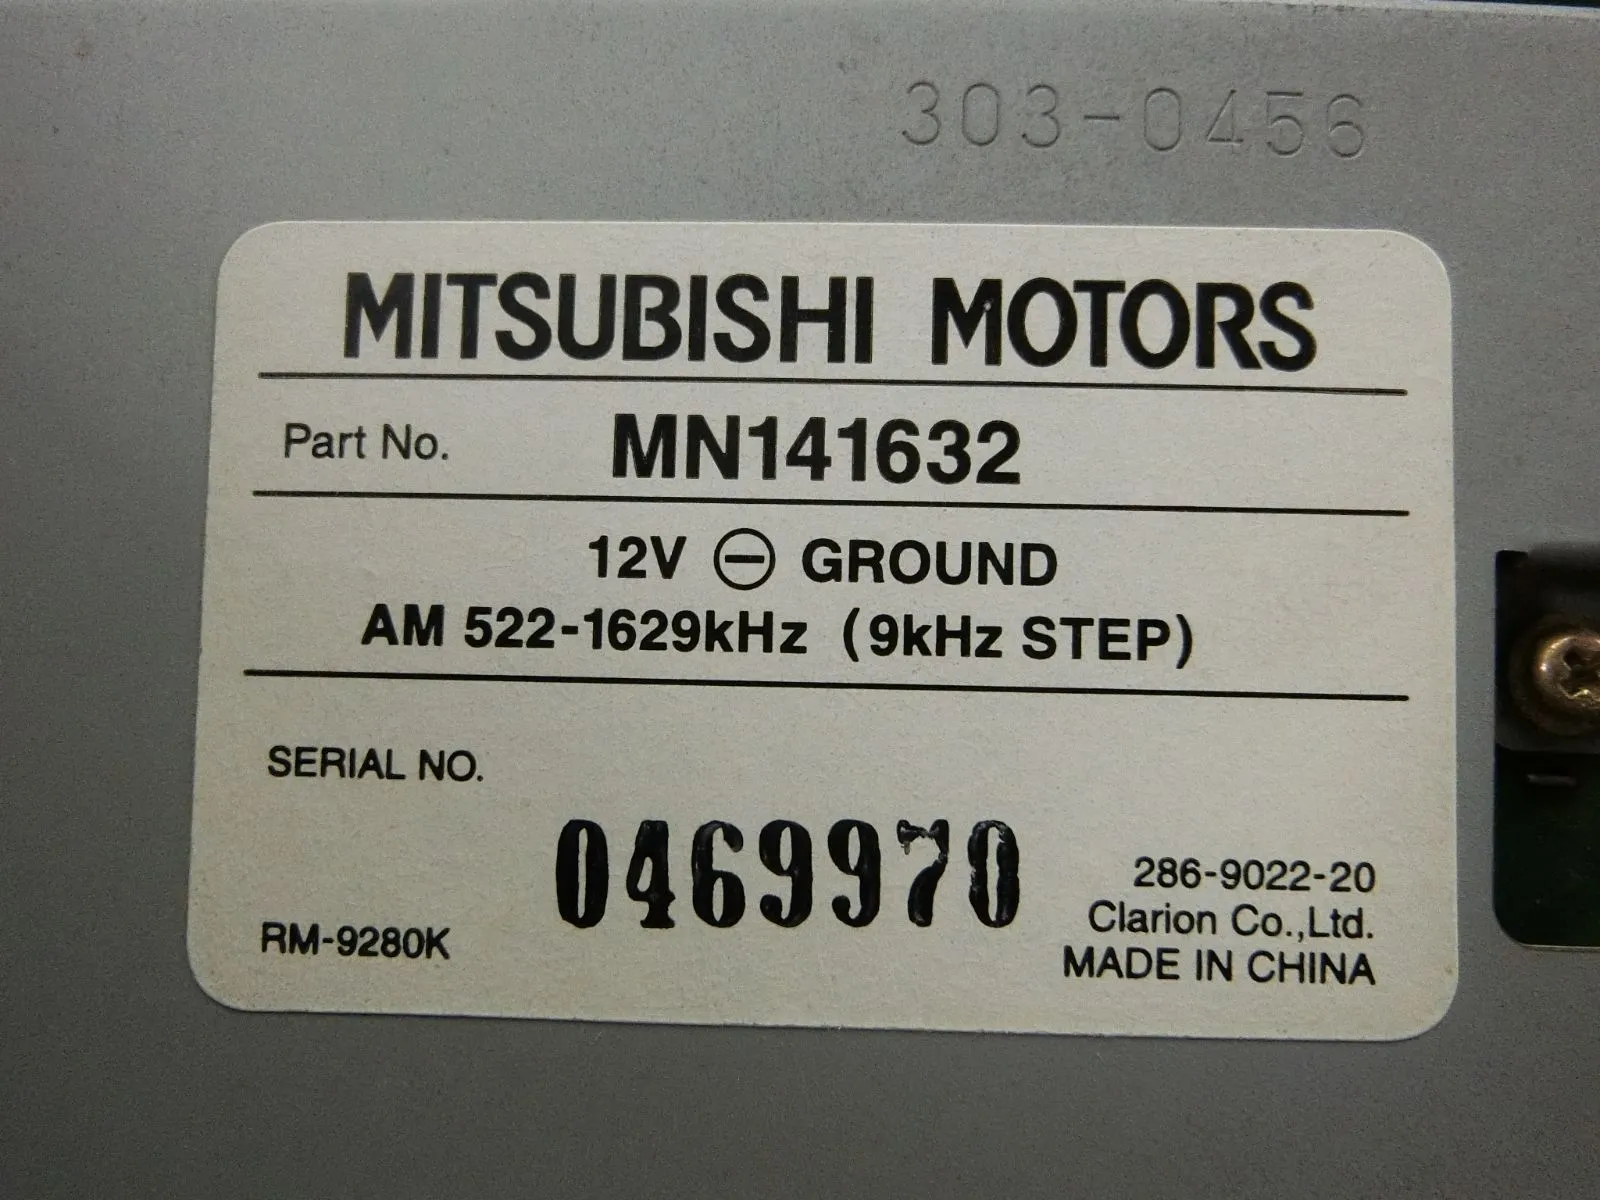 303-0456
MITSUBISHI MOTORS
Part No. MN141632
12V ⊖ GROUND
AM 522-1629kHz (9kHz STEP)
SERIAL NO.
0469970
286-9022-20
Clarion Co.,Ltd.
RM-9280K
MADE IN CHINA